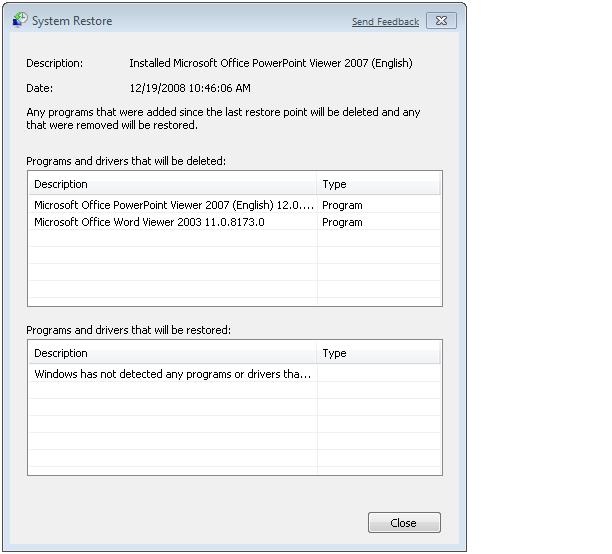 System Restore
Send Feedback
Description: Installed Microsoft Office PowerPoint Viewer 2007 (English)
Date: 12/19/2008 10:46:06 AM
Any programs that were added since the last restore point will be deleted and any
that were removed will be restored.
Programs and drivers that will be deleted:
Description Type
Microsoft Office PowerPoint Viewer 2007 (English) 12.0.... Program
Microsoft Office Word Viewer 2003 11.0.8173.0 Program
Programs and drivers that will be restored:
Description Type
Windows has not detected any programs or drivers tha...
Close